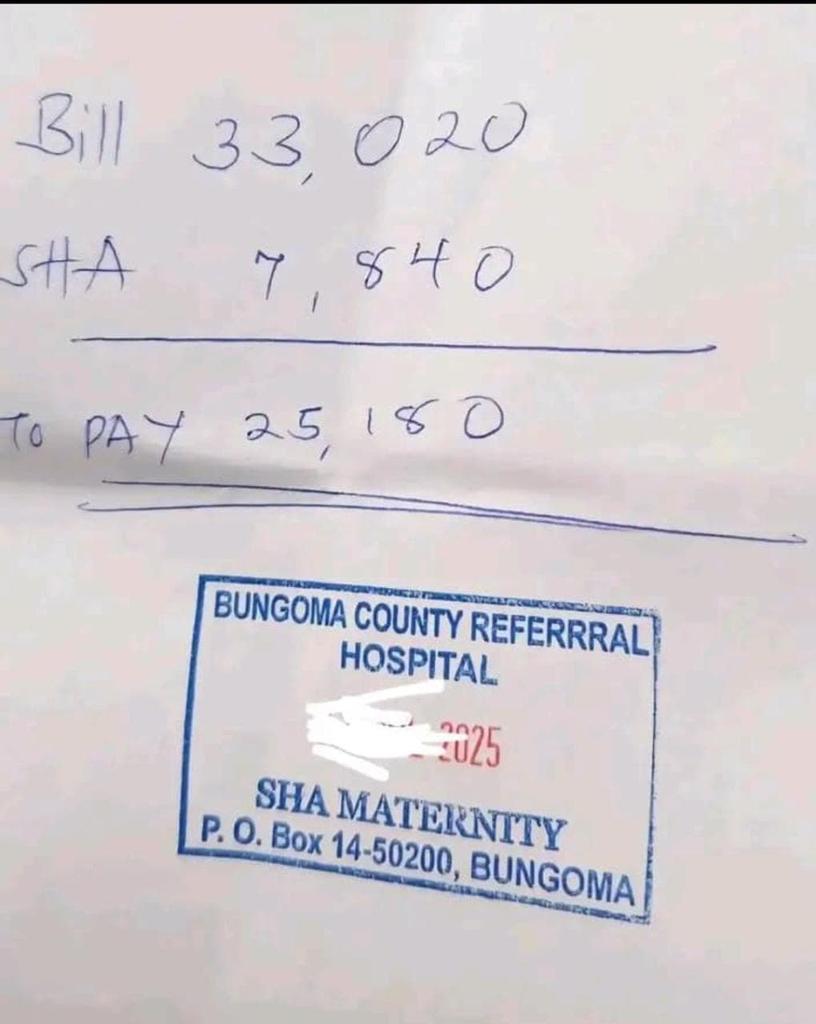 Bill 33,020
SHA 7,840
To PAY 25,180
BUNGOMA COUNTY REFERRRAL
HOSPITAL
2025
SHA MATERNITY
P. O. Box 14-50200, BUNGOMA